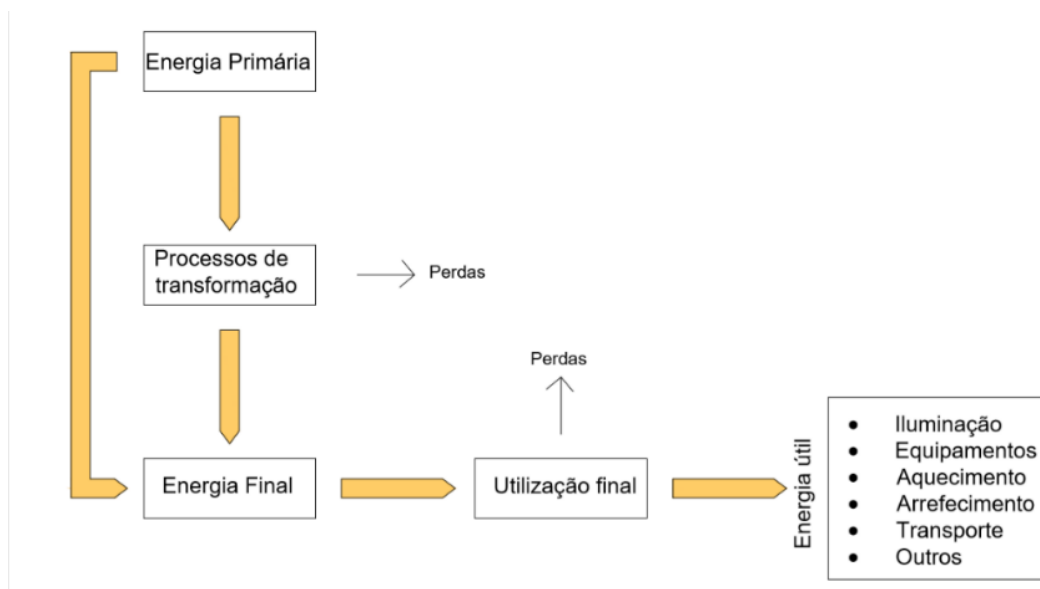 Energia Primária
Processos de
transformação
Perdas
Perdas
Energia Final
Utilização final
Energia útil
Iluminação
Equipamentos
Aquecimento
Arrefecimento
Transporte
Outros